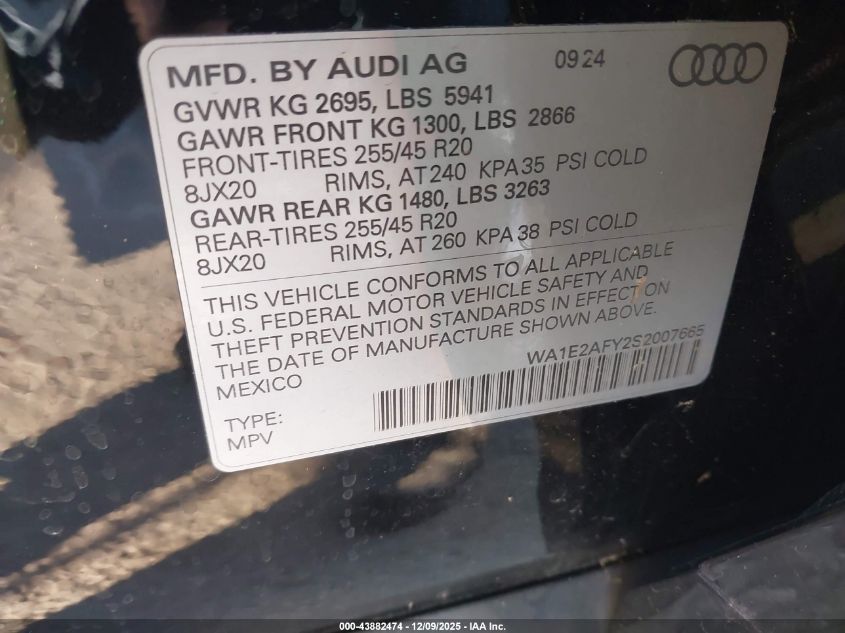 MFD. BY AUDI AG 09 24
GVWR KG 2695, LBS 5941
GAWR FRONT KG 1300, LBS 2866
FRONT-TIRES 255/45 R20
8JX20 RIMS, AT 240 KPA 35 PSI COLD
GAWR REAR KG 1480, LBS 3263
REAR-TIRES 255/45 R20
8JX20 RIMS, AT 260 KPA 38 PSI COLD
THIS VEHICLE CONFORMS TO ALL APPLICABLE
U.S. FEDERAL MOTOR VEHICLE SAFETY AND
THEFT PREVENTION STANDARDS IN EFFECT ON
THE DATE OF MANUFACTURE SHOWN ABOVE.
MEXICO WA1E2AFY2S2007665
TYPE:
MPV
000-43882474 - 12/09/2025 - IAA Inc.